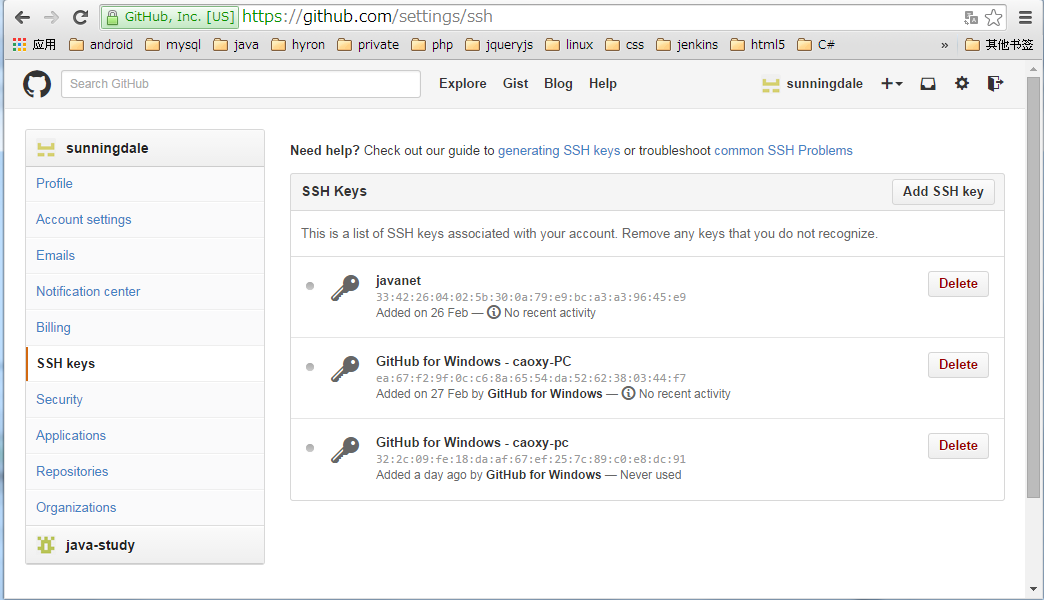 GitHub, Inc. [US] https://github.com/settings/ssh
应用 android mysql java hyron private php jqueryjs linux css jenkins html5 C# » 其他书签
Search GitHub Explore Gist Blog Help sunningdale
sunningdale
Profile
Account settings
Emails
Notification center
Billing
SSH keys
Security
Applications
Repositories
Organizations
java-study
Need help? Check out our guide to generating SSH keys or troubleshoot common SSH Problems
SSH Keys Add SSH key
This is a list of SSH keys associated with your account. Remove any keys that you do not recognize.
javanet Delete
33:42:26:04:02:5b:30:0a:79:e9:bc:a3:a3:96:45:e9
Added on 26 Feb — No recent activity
GitHub for Windows - caoxy-PC Delete
ea:67:f2:9f:0c:c6:8a:65:54:da:52:62:38:03:44:f7
Added on 27 Feb by GitHub for Windows — No recent activity
GitHub for Windows - caoxy-pc Delete
32:2c:09:fe:18:da:af:67:ef:25:7c:89:c0:e8:dc:91
Added a day ago by GitHub for Windows — Never used